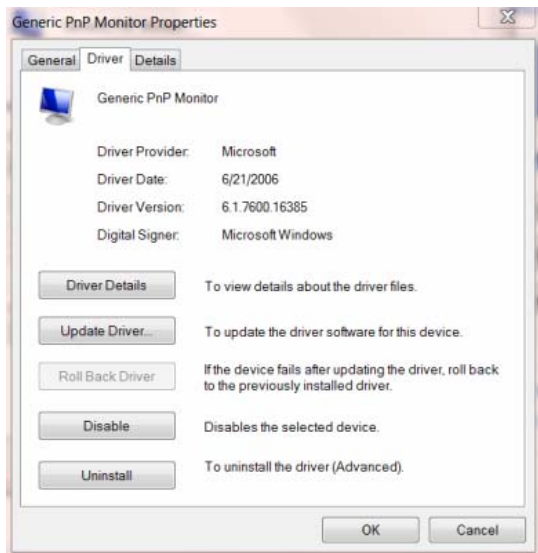 Generic PnP Monitor Properties
General Driver Details
Generic PnP Monitor
Driver Provider: Microsoft
Driver Date: 6/21/2006
Driver Version: 6.1.7600.16385
Digital Signer: Microsoft Windows
Driver Details To view details about the driver files.
Update Driver... To update the driver software for this device.
Roll Back Driver If the device fails after updating the driver, roll back
to the previously installed driver.
Disable Disables the selected device.
Uninstall To uninstall the driver (Advanced).
OK Cancel